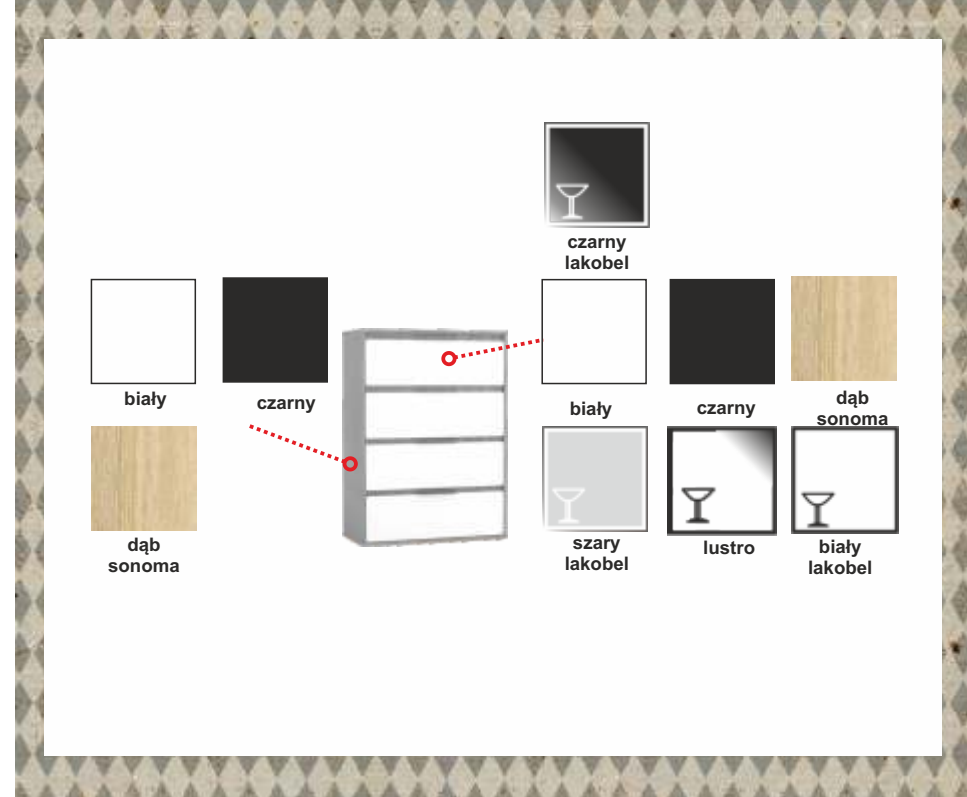 czarny
lakobel
biały
czarny
dąb
sonoma
biały
czarny
dąb
sonoma
szary
lakobel
lustro
biały
lakobel